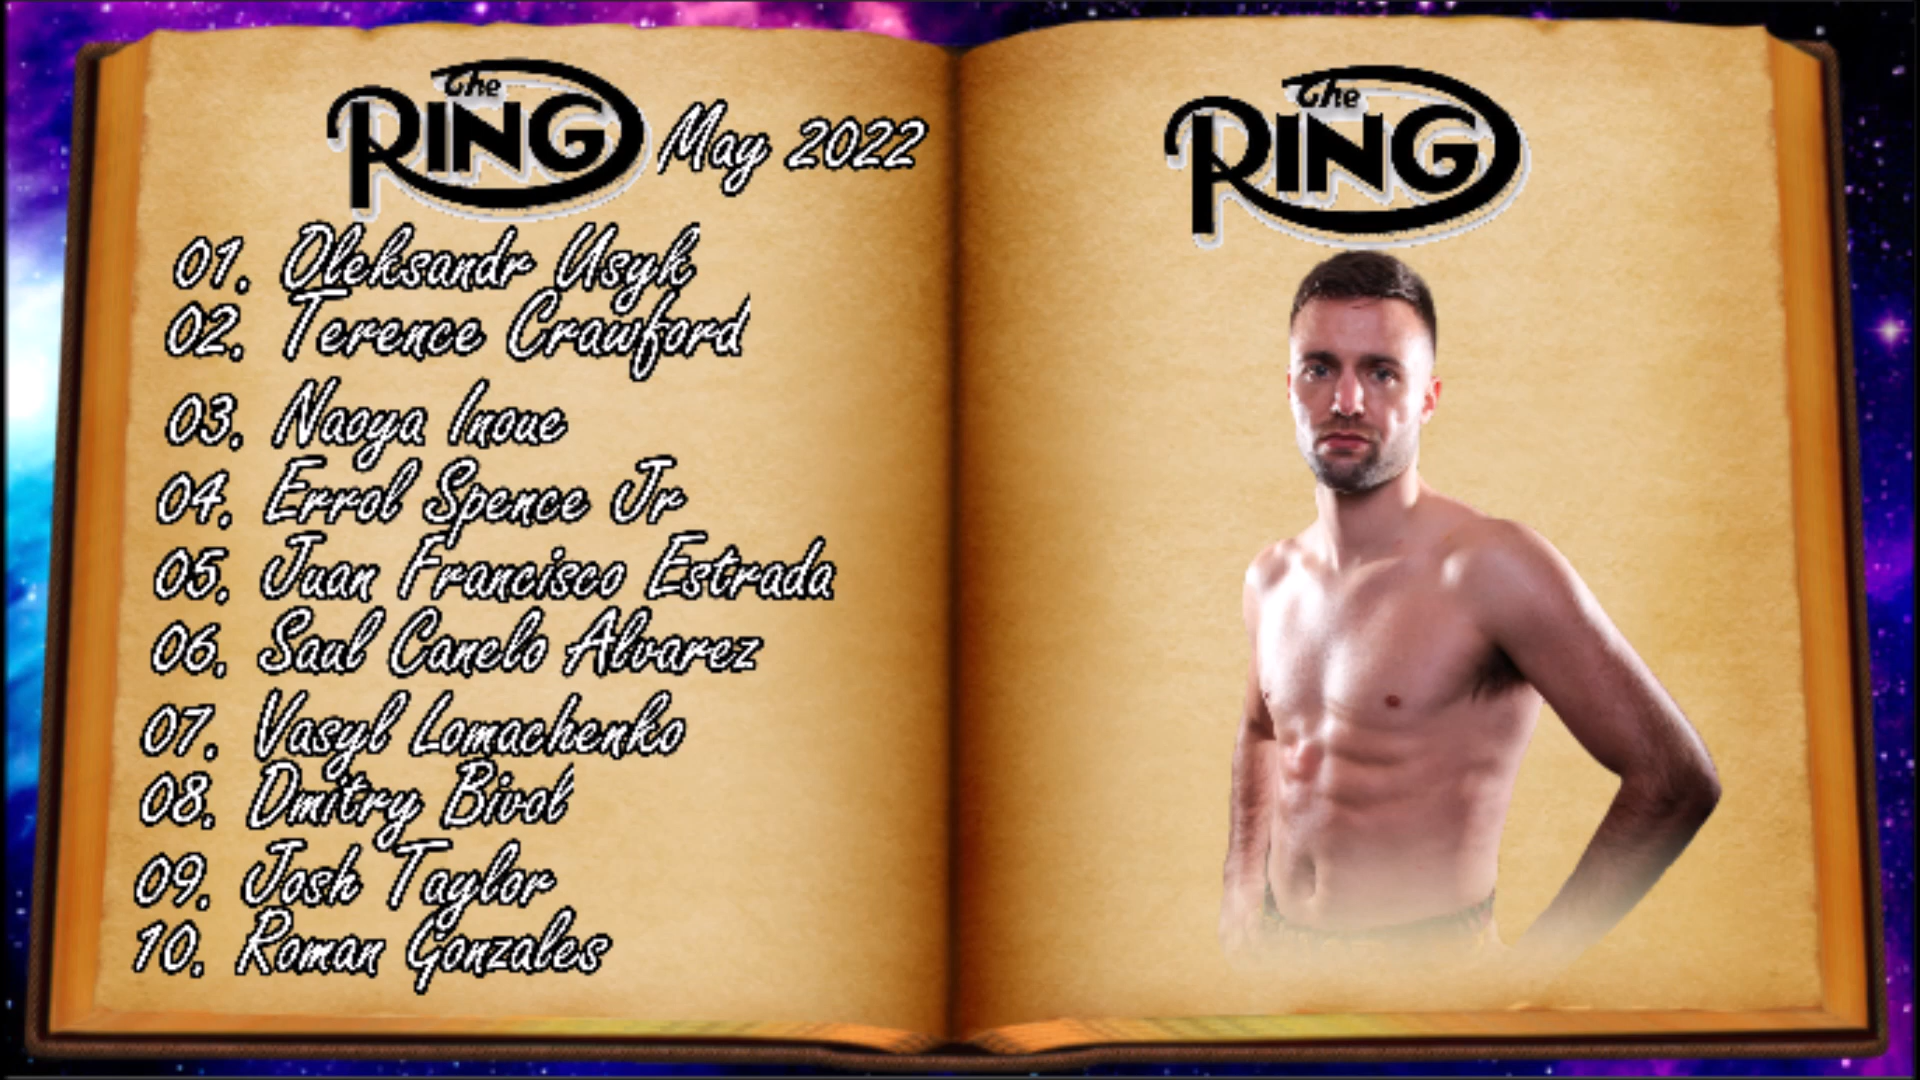 The RING May 2022
01. Oleksandr Usyk
02. Terence Crawford
03. Naoya Inoue
04. Errol Spence Jr
05. Juan Francisco Estrada
06. Saul Canelo Alvarez
07. Vasyl Lomachenko
08. Dmitry Bivol
09. Josh Taylor
10. Roman Gonzales
The RING